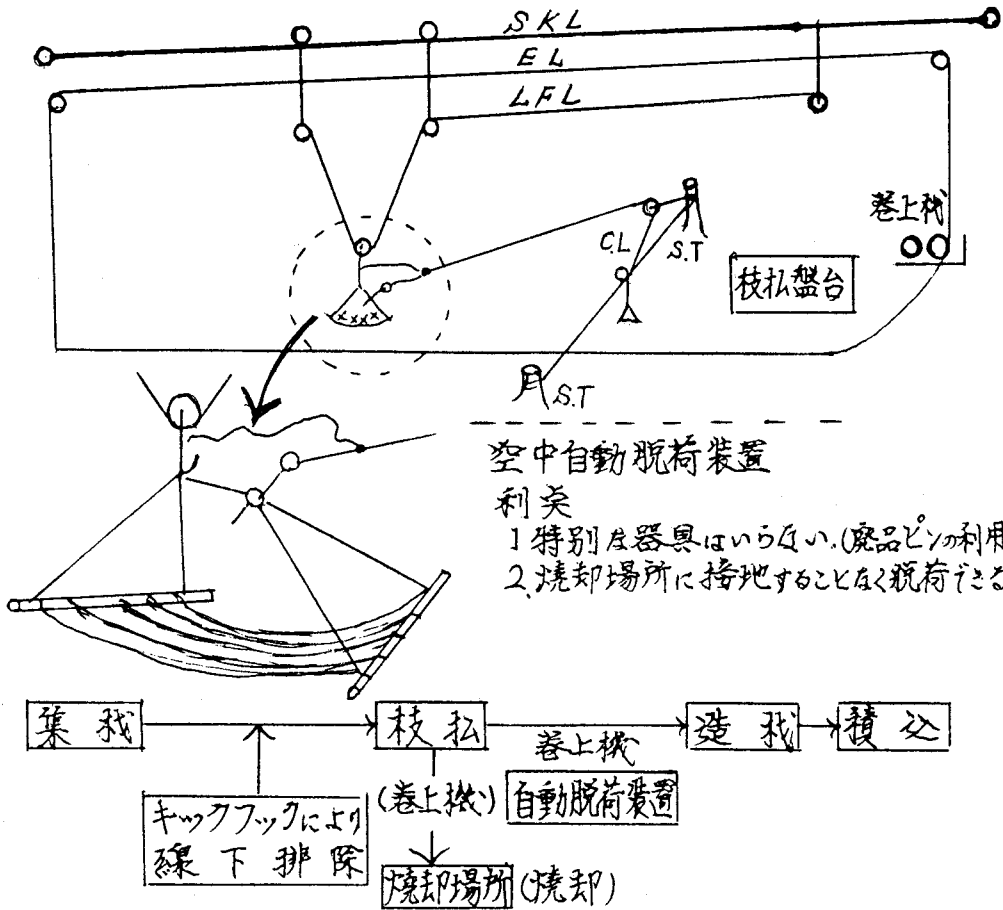 SKL
EL
LFL
巻上機
C.L
S.T
枝払盤台
S.T
空中自動脱荷装置
利点
1 特別な器具はいらない.(廃品ピンの利用
2.焼却場所に接地することなく脱荷できる
集材
枝払
造材
積込
巻上機
キックフックにより
線下排除
(巻上機)
自動脱荷装置
焼却場所(焼却)